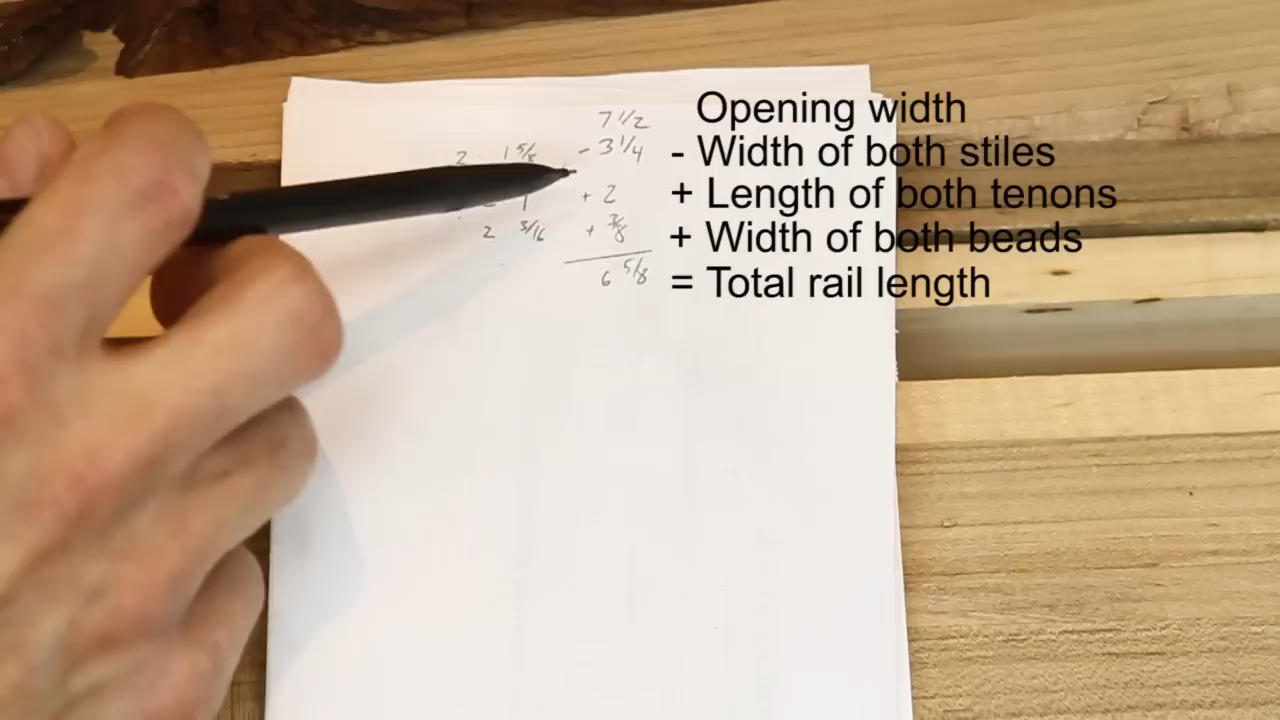 7 1/2 Opening width
2 1 5/8 - 3 1/4 - Width of both stiles
1 + 2 + Length of both tenons
2 3/16 + 3/8 + Width of both beads
6 5/8 = Total rail length